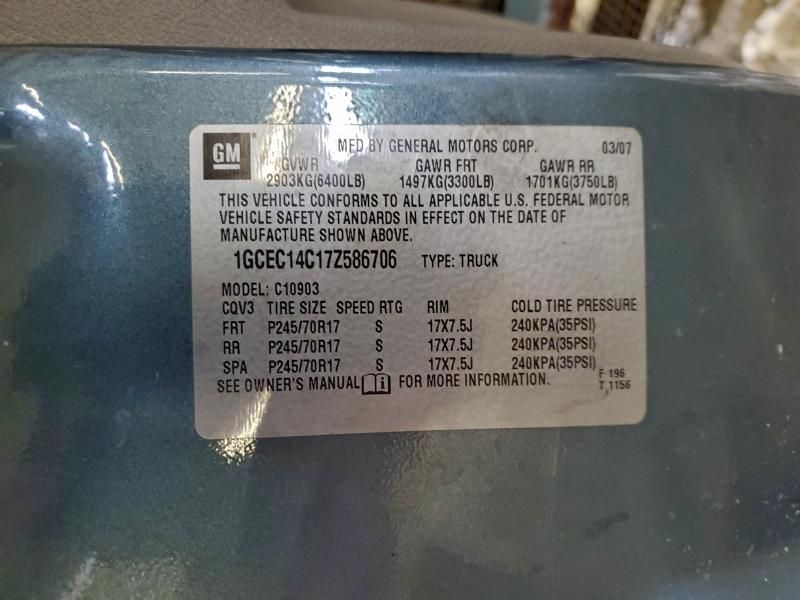 GM MFD BY GENERAL MOTORS CORP. 03/07
GVWR GAWR FRT GAWR RR
2903KG(6400LB) 1497KG(3300LB) 1701KG(3750LB)
THIS VEHICLE CONFORMS TO ALL APPLICABLE U.S. FEDERAL MOTOR
VEHICLE SAFETY STANDARDS IN EFFECT ON THE DATE OF
MANUFACTURE SHOWN ABOVE.
1GCEC14C17Z586706 TYPE: TRUCK
MODEL: C10903
CQV3 TIRE SIZE SPEED RTG RIM COLD TIRE PRESSURE
FRT P245/70R17 S 17X7.5J 240KPA(35PSI)
RR P245/70R17 S 17X7.5J 240KPA(35PSI)
SPA P245/70R17 S 17X7.5J 240KPA(35PSI)
SEE OWNER'S MANUAL i FOR MORE INFORMATION.
F 196
T 1156